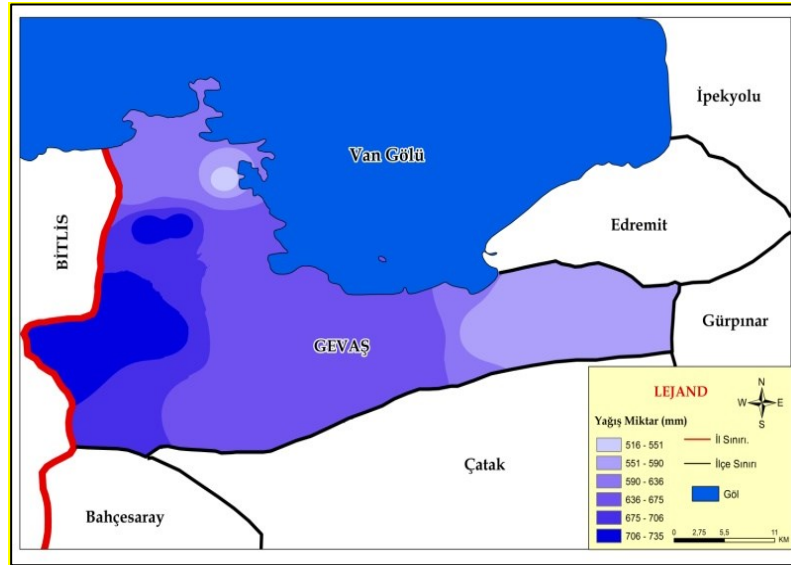 İpekyolu
Van Gölü
Edremit
BİTLİS
Gürpınar
GEVAŞ
Çatak
Bahçesaray
LEJAND
N
W E
S
Yağış Miktar (mm)
516 - 551
551 - 590
590 - 636
636 - 675
675 - 706
706 - 735
İl Sınırı.
İlçe Sınırı
Göl
0 2,75 5,5 11
KM